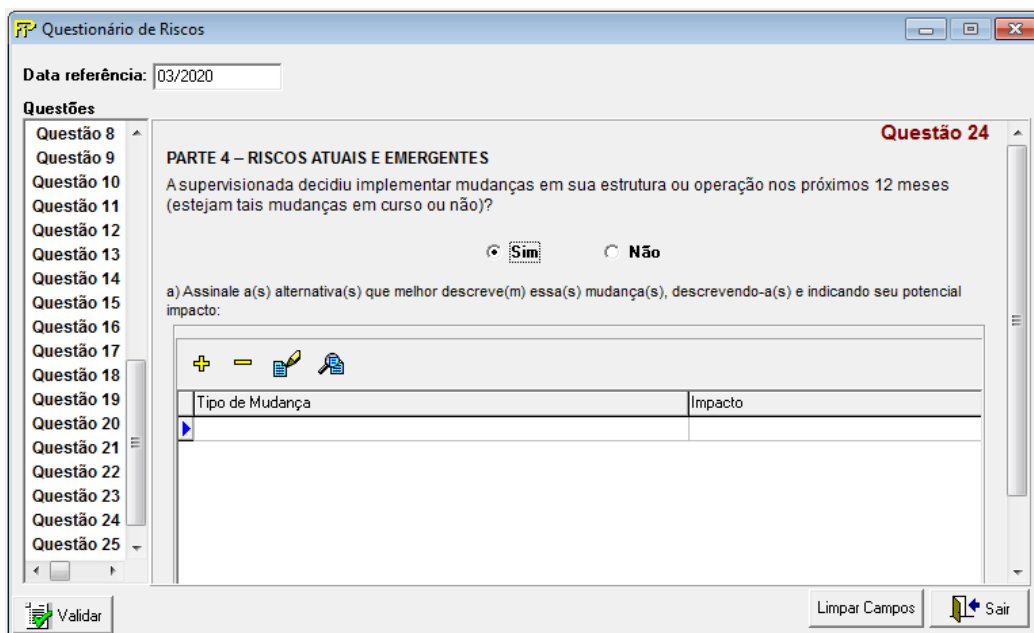 FIP Questionário de Riscos
Data referência: 03/2020
Questões
Questão 8
Questão 9
Questão 10
Questão 11
Questão 12
Questão 13
Questão 14
Questão 15
Questão 16
Questão 17
Questão 18
Questão 19
Questão 20
Questão 21
Questão 22
Questão 23
Questão 24
Questão 25
Questão 24
PARTE 4 – RISCOS ATUAIS E EMERGENTES
A supervisionada decidiu implementar mudanças em sua estrutura ou operação nos próximos 12 meses
(estejam tais mudanças em curso ou não)?
Sim Não
a) Assinale a(s) alternativa(s) que melhor descreve(m) essa(s) mudança(s), descrevendo-a(s) e indicando seu potencial
impacto:
Tipo de Mudança Impacto
Validar
Limpar Campos
Sair